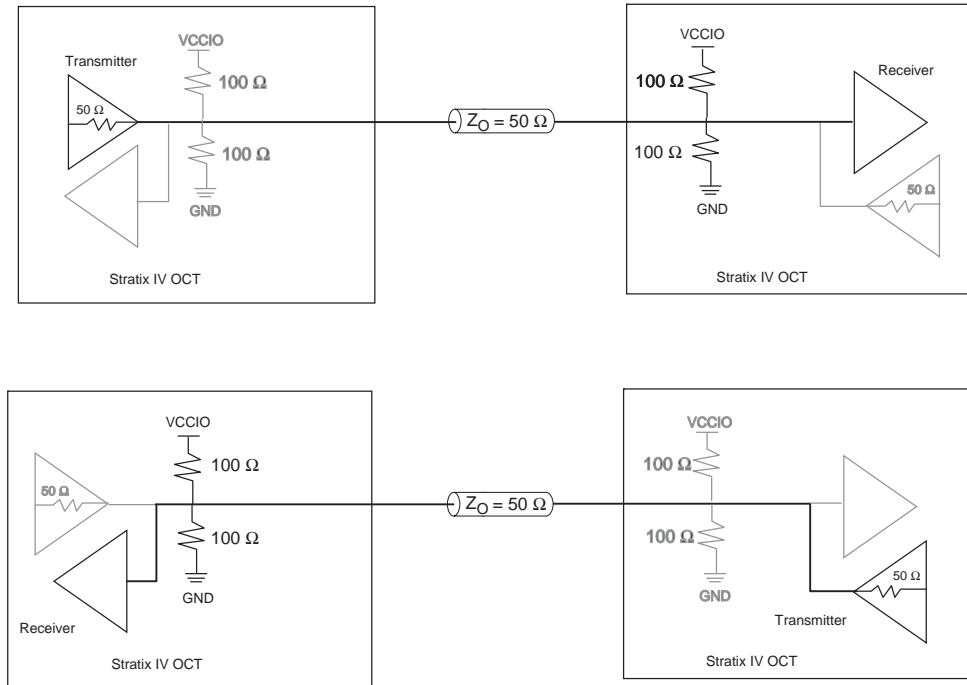 VCCIO
VCCIO
Transmitter
Receiver
100 Ω
100 Ω
50 Ω
Z_O = 50 Ω
100 Ω
100 Ω
50 Ω
GND
GND
Stratix IV OCT
Stratix IV OCT
VCCIO
VCCIO
100 Ω
100 Ω
50 Ω
Z_O = 50 Ω
100 Ω
100 Ω
50 Ω
GND
GND
Receiver
Transmitter
Stratix IV OCT
Stratix IV OCT